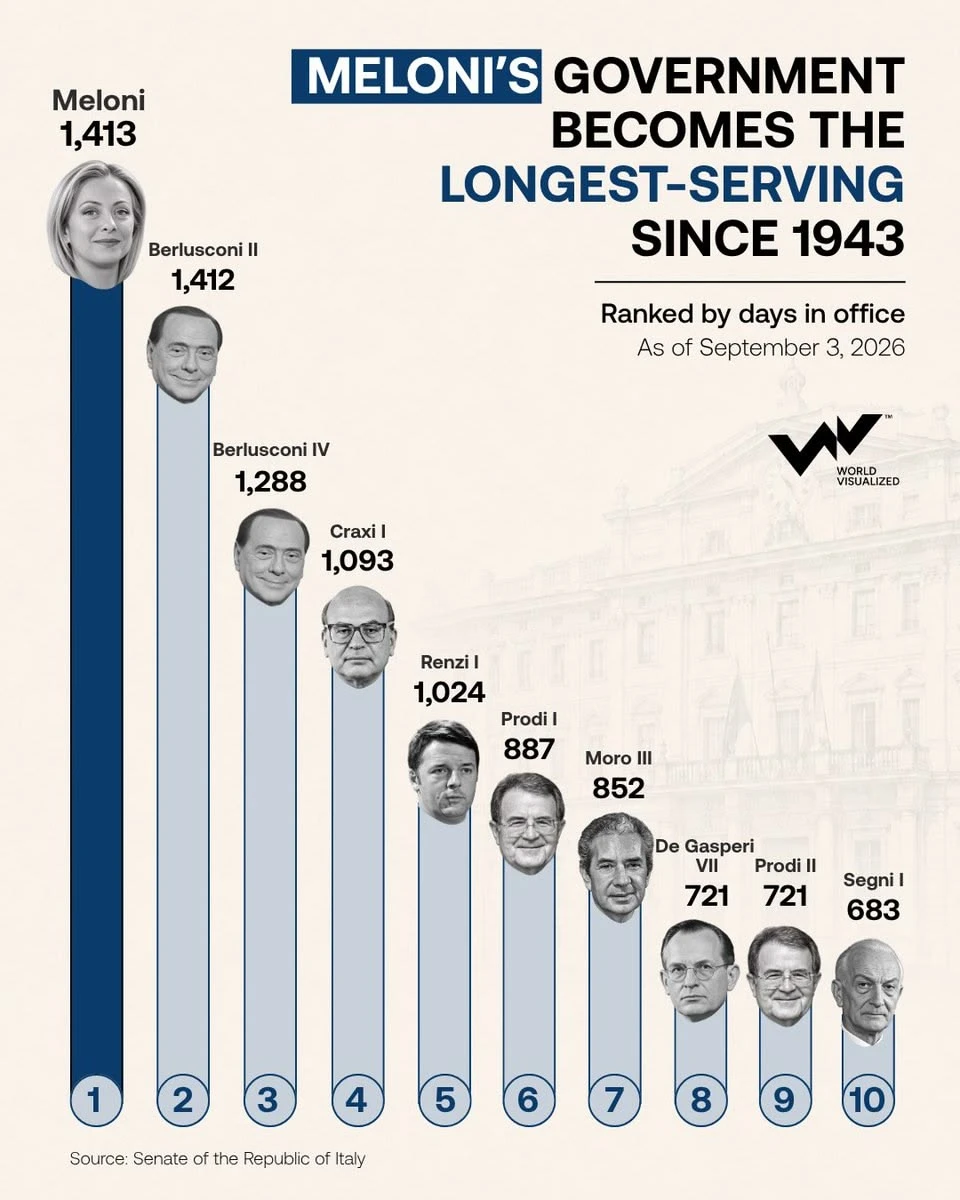 MELONI'S GOVERNMENT
BECOMES THE
LONGEST-SERVING
SINCE 1943
Ranked by days in office
As of September 3, 2026
WORLD
VISUALIZED
TM
Meloni
1,413
Berlusconi II
1,412
Berlusconi IV
1,288
Craxi I
1,093
Renzi I
1,024
Prodi I
887
Moro III
852
De Gasperi
VII
721
Prodi II
721
Segni I
683
1
2
3
4
5
6
7
8
9
10
Source: Senate of the Republic of Italy